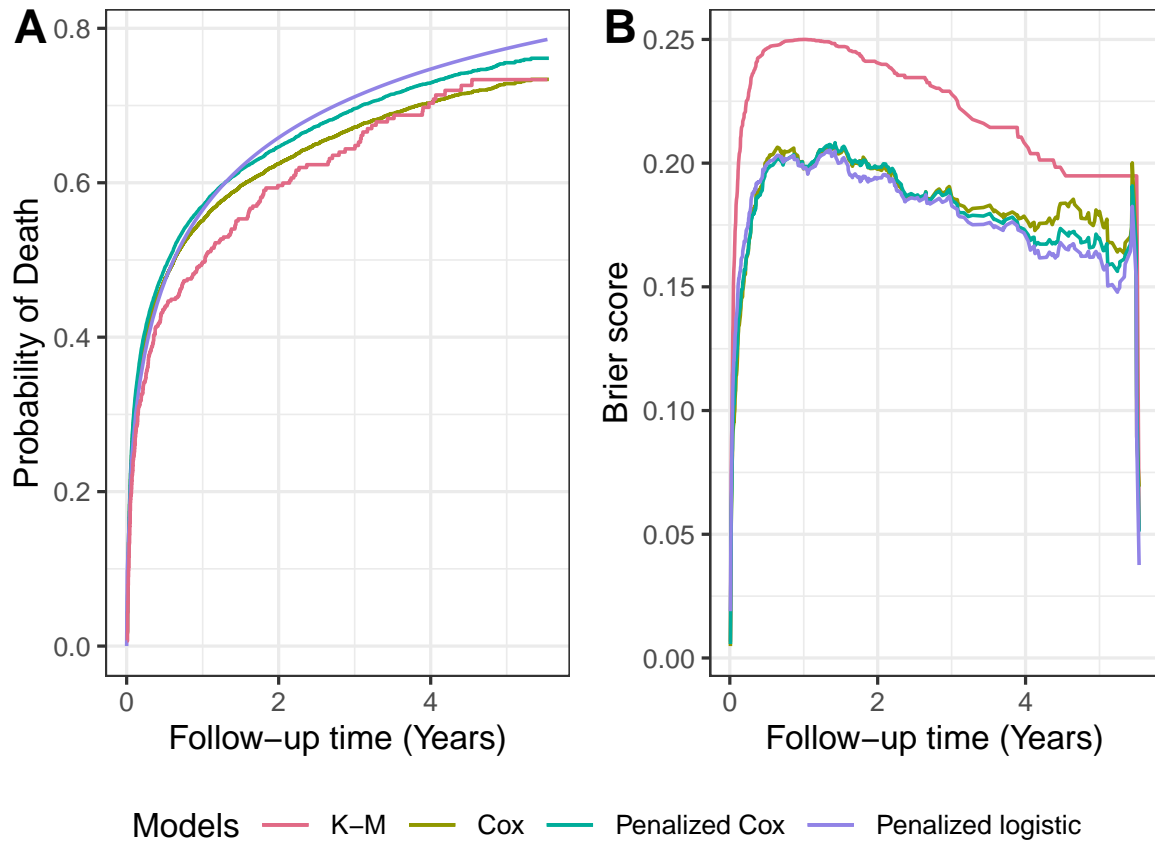 A
B
Probability of Death
0.8
0.6
0.4
0.2
0.0
0
2
4
Follow−up time (Years)
Brier score
0.25
0.20
0.15
0.10
0.05
0.00
0
2
4
Follow−up time (Years)
Models K−M Cox Penalized Cox Penalized logistic